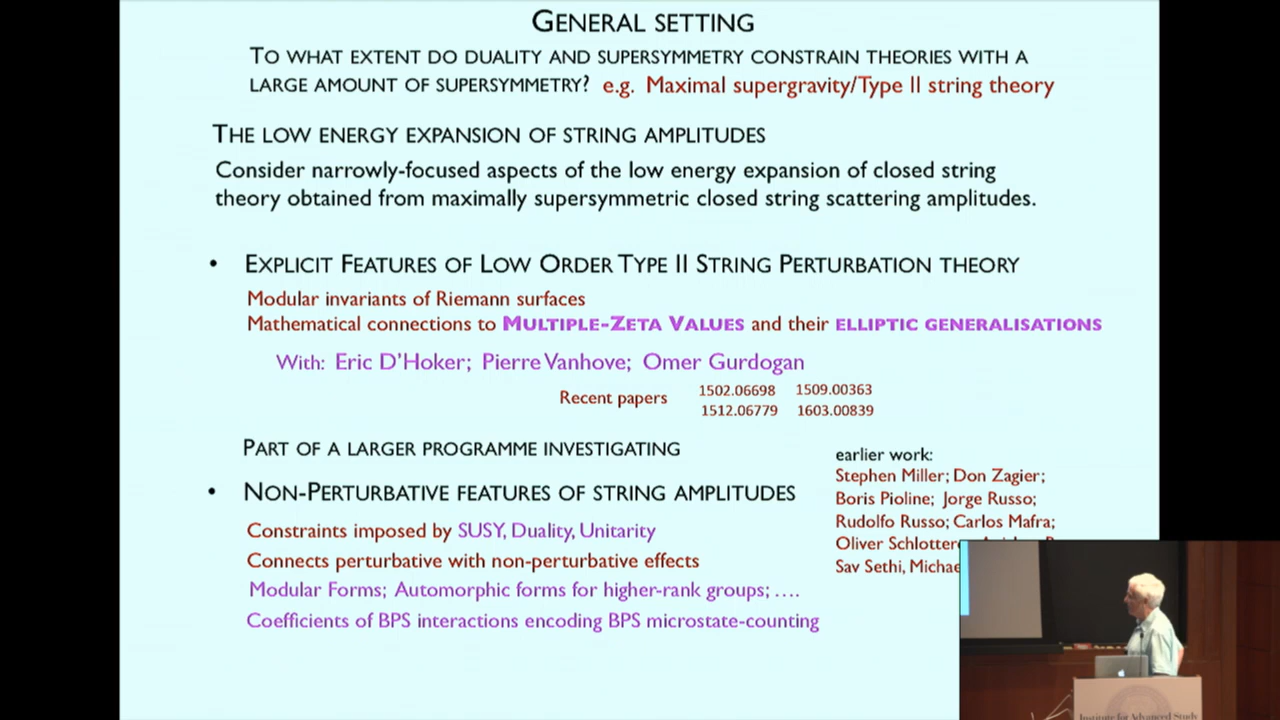 GENERAL SETTING
TO WHAT EXTENT DO DUALITY AND SUPERSYMMETRY CONSTRAIN THEORIES WITH A
LARGE AMOUNT OF SUPERSYMMETRY? e.g. Maximal supergravity/Type II string theory
THE LOW ENERGY EXPANSION OF STRING AMPLITUDES
Consider narrowly-focused aspects of the low energy expansion of closed string
theory obtained from maximally supersymmetric closed string scattering amplitudes.
• EXPLICIT FEATURES OF LOW ORDER TYPE II STRING PERTURBATION THEORY
Modular invariants of Riemann surfaces
Mathematical connections to MULTIPLE-ZETA VALUES and their ELLIPTIC GENERALISATIONS
With: Eric D'Hoker; Pierre Vanhove; Omer Gurdogan
Recent papers 1502.06698 1509.00363
1512.06779 1603.00839
PART OF A LARGER PROGRAMME INVESTIGATING
• NON-PERTURBATIVE FEATURES OF STRING AMPLITUDES
Constraints imposed by SUSY, Duality, Unitarity
Connects perturbative with non-perturbative effects
Modular Forms; Automorphic forms for higher-rank groups; ....
Coefficients of BPS interactions encoding BPS microstate-counting
earlier work:
Stephen Miller; Don Zagier;
Boris Pioline; Jorge Russo;
Rudolfo Russo; Carlos Mafra;
Oliver
Sav Sethi,
Institute for Advanced Study